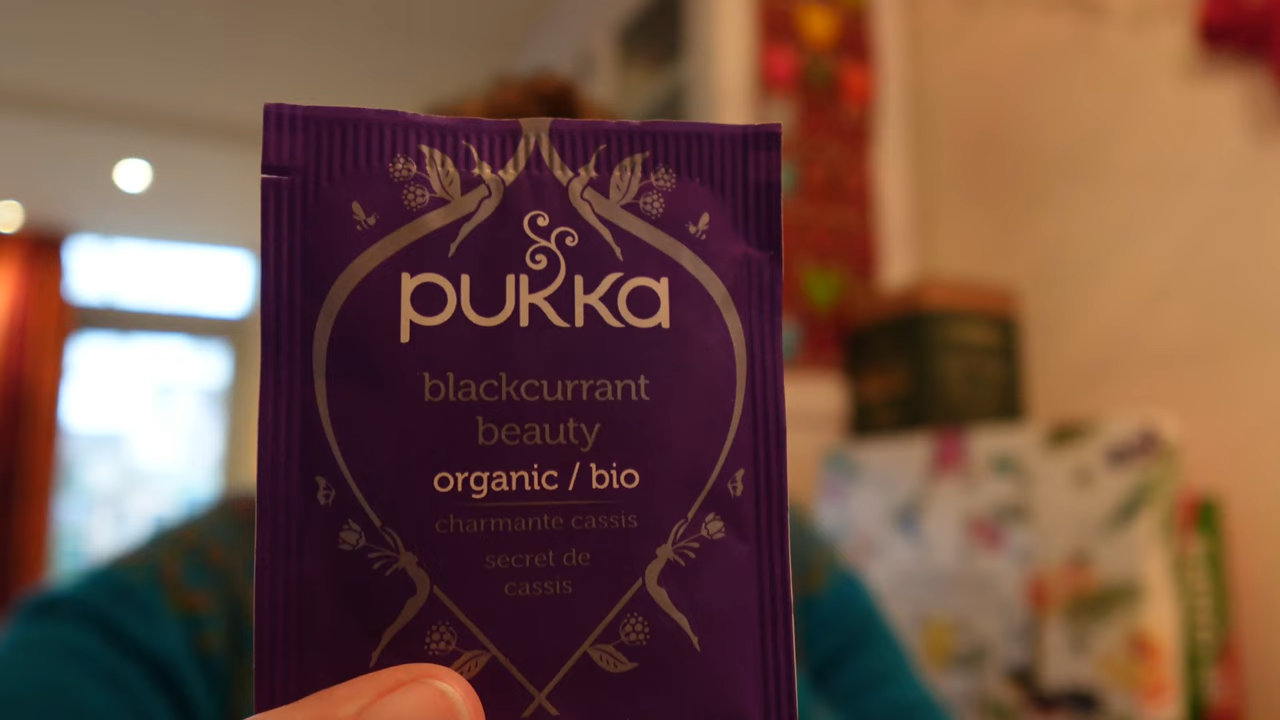 pukka
blackcurrant
beauty
organic / bio
charmante cassis
secret de
cassis